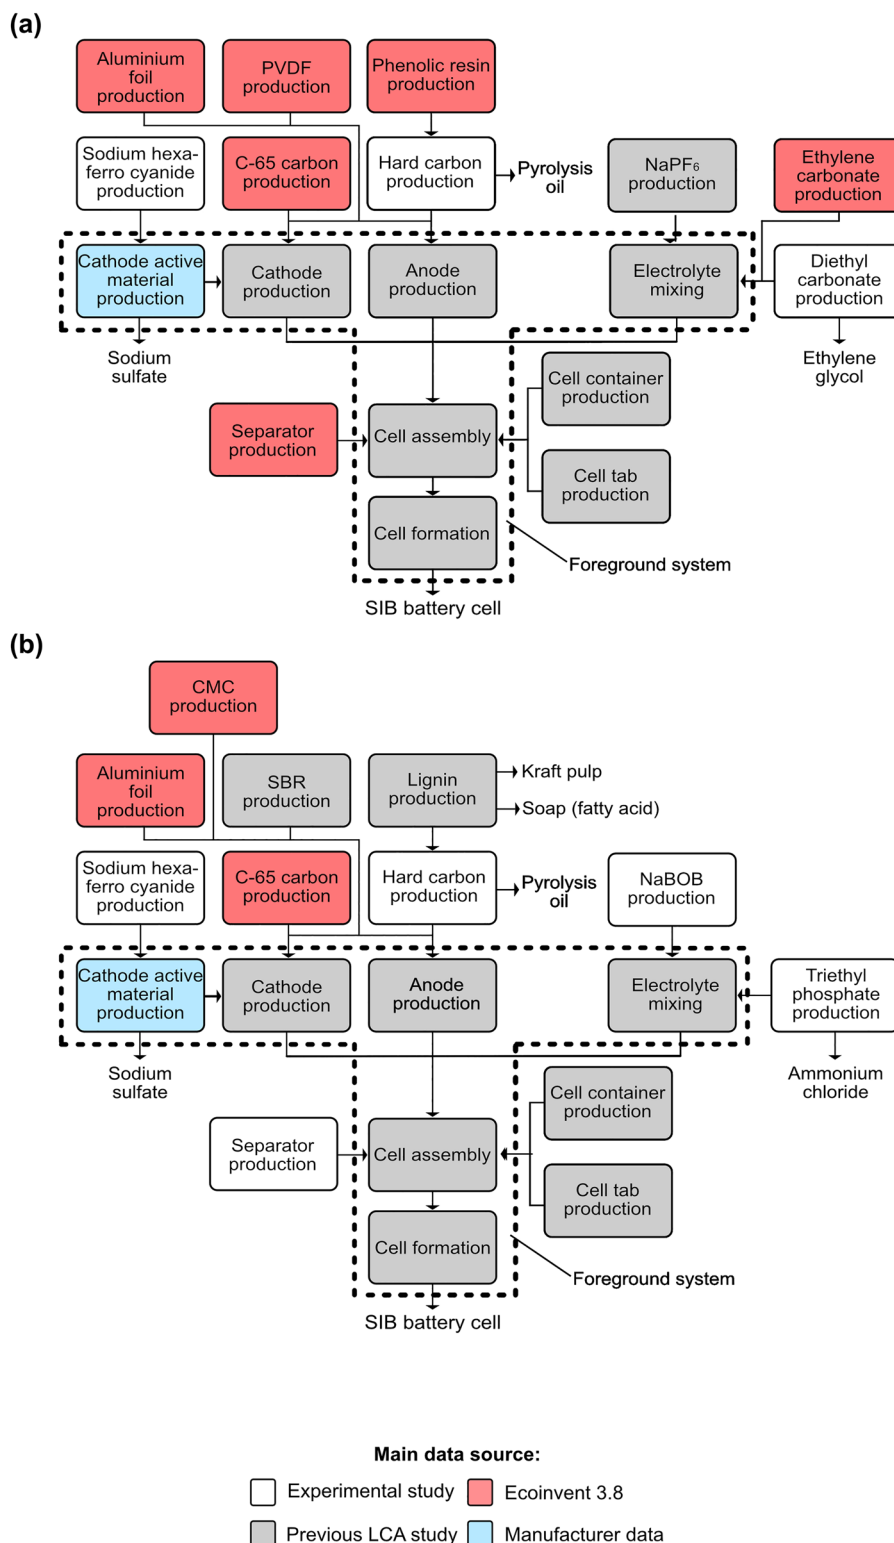 (a)
Aluminium
foil
production
PVDF
production
Phenolic resin
production
Sodium hexa-
ferro cyanide
production
C-65 carbon
production
Hard carbon
production
Pyrolysis
oil
NaPF₆
production
Ethylene
carbonate
production
Cathode active
material
production
Cathode
production
Anode
production
Electrolyte
mixing
Diethyl
carbonate
production
Sodium
sulfate
Ethylene
glycol
Cell container
production
Separator
production
Cell assembly
Cell tab
production
Cell formation
Foreground system
SIB battery cell
(b)
CMC
production
Aluminium
foil
production
SBR
production
Lignin
production
Kraft pulp
Soap (fatty acid)
Sodium hexa-
ferro cyanide
production
C-65 carbon
production
Hard carbon
production
Pyrolysis
oil
NaBOB
production
Cathode active
material
production
Cathode
production
Anode
production
Electrolyte
mixing
Triethyl
phosphate
production
Sodium
sulfate
Ammonium
chloride
Cell container
production
Separator
production
Cell assembly
Cell tab
production
Cell formation
Foreground system
SIB battery cell
Main data source:
Experimental study
Ecoinvent 3.8
Previous LCA study
Manufacturer data